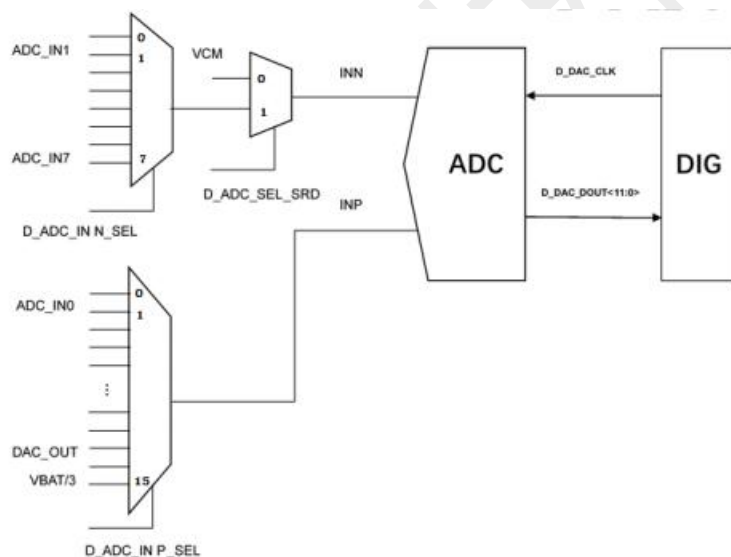 0
ADC_IN1
1
VCM
0
INN
D_DAC_CLK
1
ADC
DIG
ADC_IN7
7
D_ADC_SEL_SRD
D_DAC_DOUT<11:0>
INP
D_ADC_IN N_SEL
0
ADC_IN0
1
⋮
DAC_OUT
VBAT/3
15
D_ADC_IN P_SEL